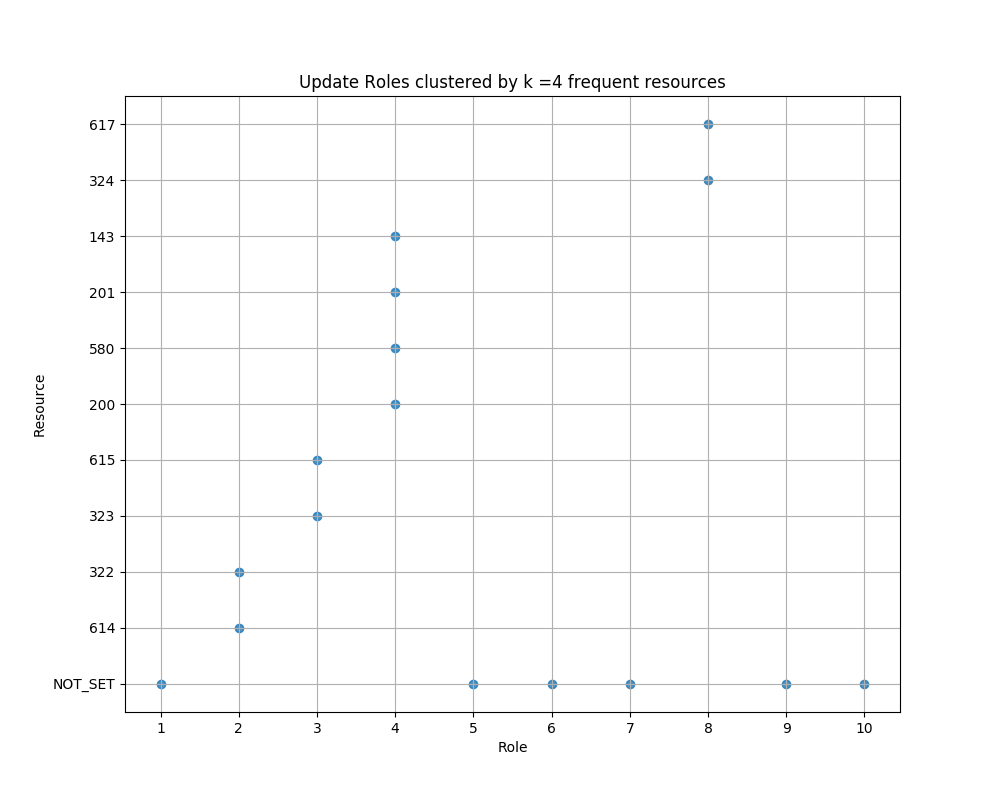 Update Roles clustered by k =4 frequent resources
617
324
143
201
580
200
615
323
322
614
NOT_SET
Resource
1 2 3 4 5 6 7 8 9 10
Role